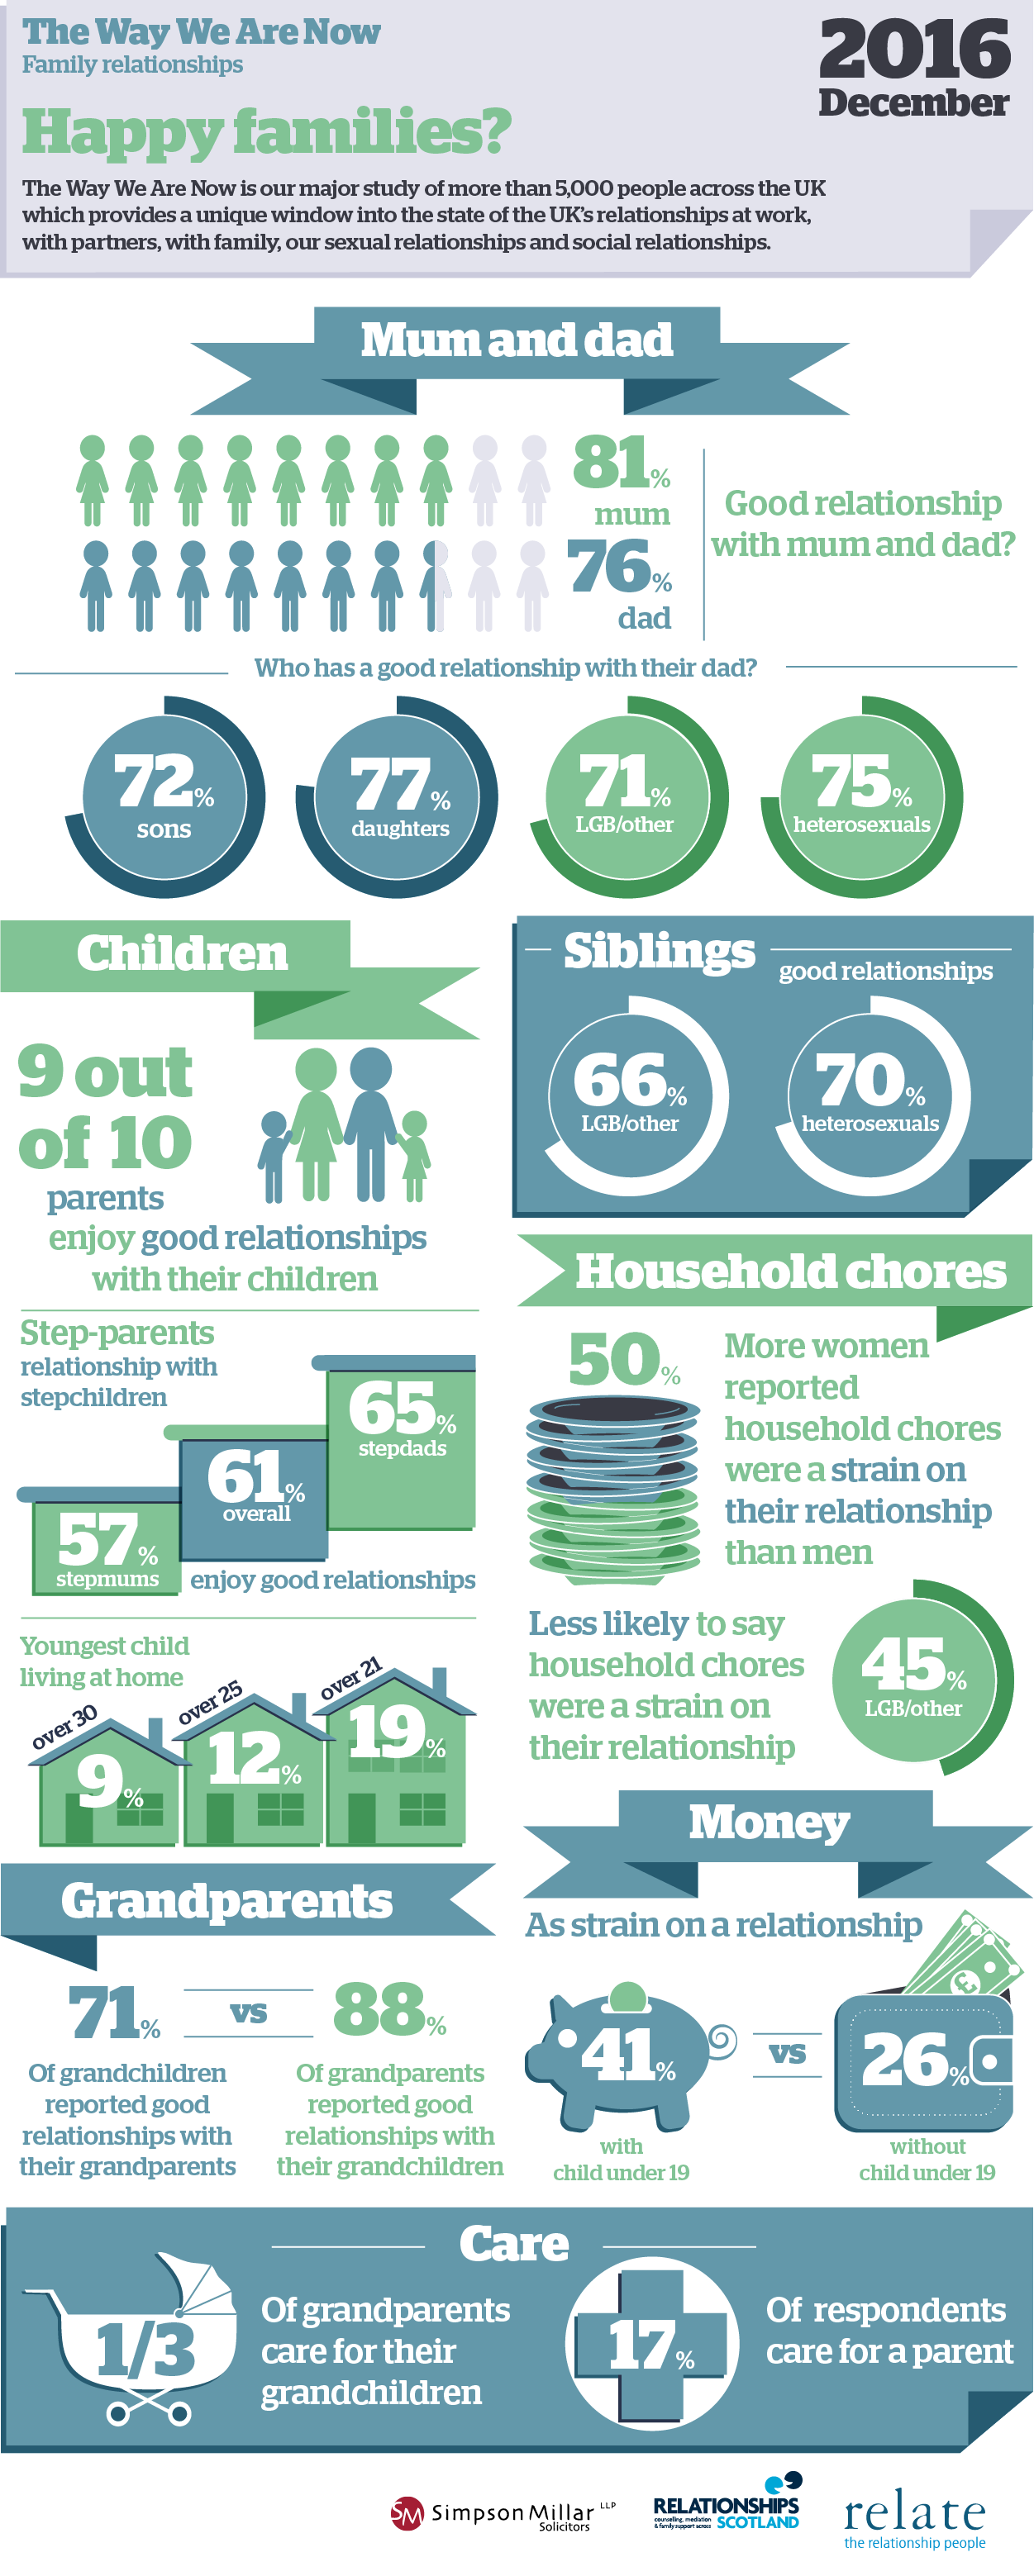 The Way We Are Now
Family relationships
2016
December
Happy families?
The Way We Are Now is our major study of more than 5,000 people across the UK
which provides a unique window into the state of the UK's relationships at work,
with partners, with family, our sexual relationships and social relationships.
Mum and dad
81%
mum
76%
dad
Good relationship
with mum and dad?
Who has a good relationship with their dad?
72%
sons
77%
daughters
71%
LGB/other
75%
heterosexuals
Children
9 out
of 10
parents
enjoy good relationships
with their children
Siblings
good relationships
66%
LGB/other
70%
heterosexuals
Step-parents
relationship with
stepchildren
57%
stepmums
61%
overall
65%
stepdads
enjoy good relationships
Household chores
50%
More women
reported
household chores
were a strain on
their relationship
than men
Less likely to say
household chores
were a strain on
their relationship
45%
LGB/other
Youngest child
living at home
over 30
9%
over 25
12%
over 21
19%
Grandparents
71%
vs
88%
Of grandchildren
reported good
relationships with
their grandparents
Of grandparents
reported good
relationships with
their grandchildren
Money
As strain on a relationship
£
41%
vs
26%
with
child under 19
without
child under 19
Care
1/3
Of grandparents
care for their
grandchildren
17%
Of respondents
care for a parent
SM SimpsonMillar LLP
Solicitors
RELATIONSHIPS
counselling, mediation
& family support across
SCOTLAND
relate
the relationship people